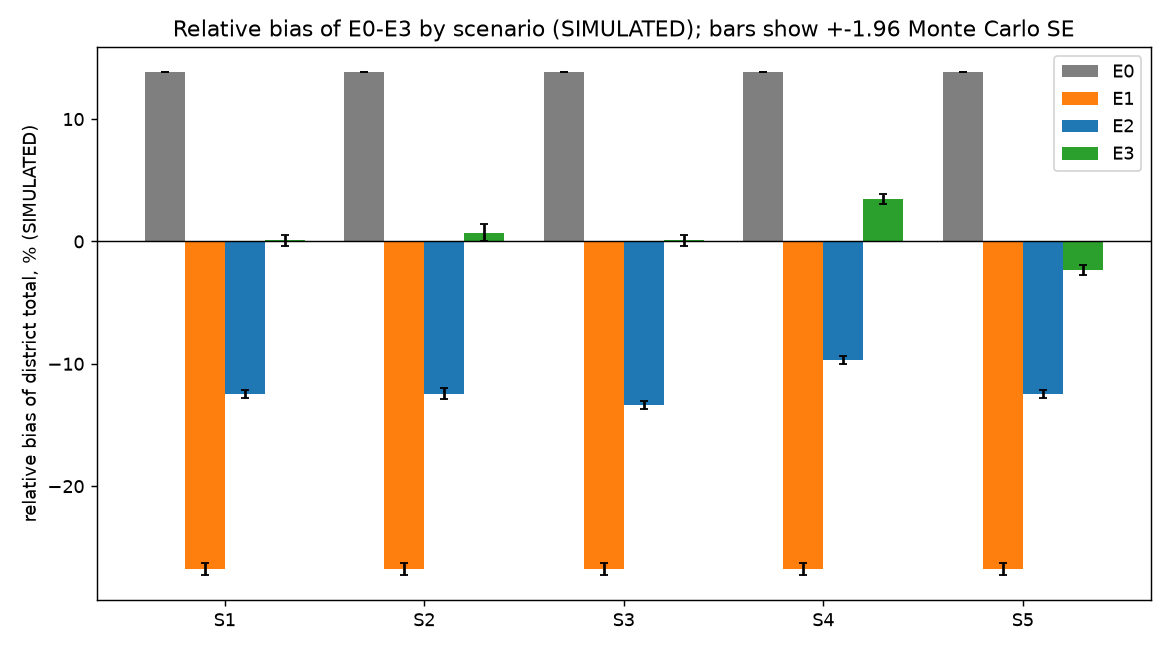 Relative bias of E0-E3 by scenario (SIMULATED); bars show +-1.96 Monte Carlo SE
relative bias of district total, % (SIMULATED)
10
0
−10
−20
E0
E1
E2
E3
S1
S2
S3
S4
S5